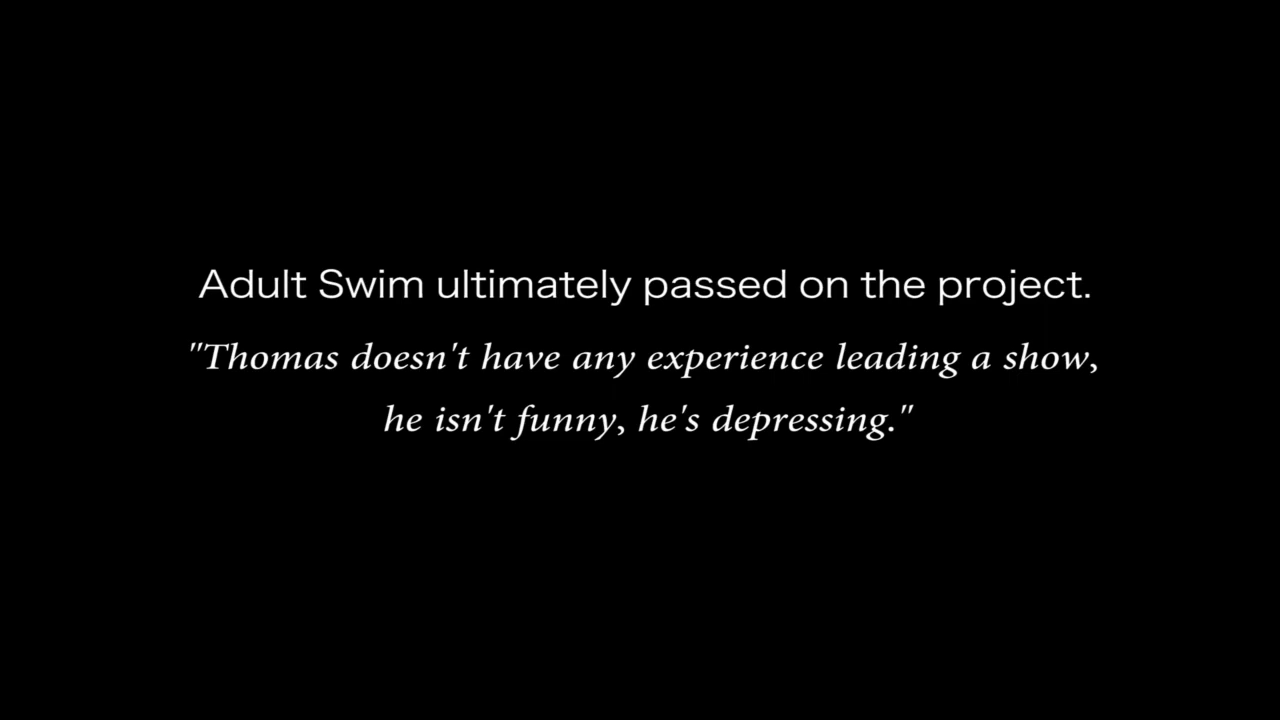 Adult Swim ultimately passed on the project.
"Thomas doesn't have any experience leading a show,
he isn't funny, he's depressing."